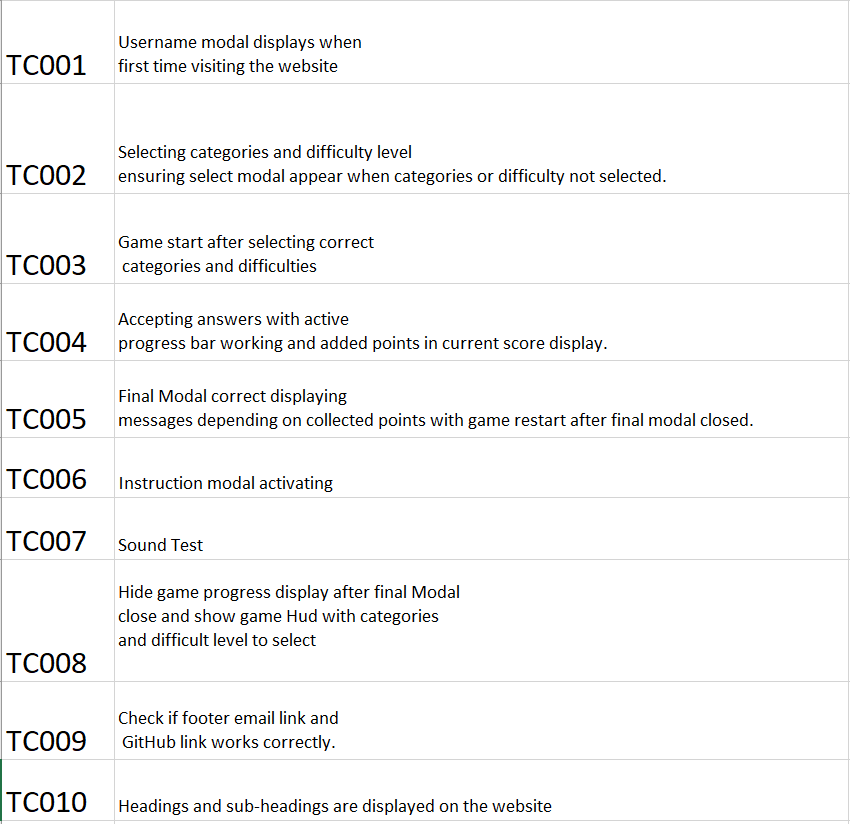 TC001
Username modal displays when
first time visiting the website
TC002
Selecting categories and difficulty level
ensuring select modal appear when categories or difficulty not selected.
TC003
Game start after selecting correct
categories and difficulties
TC004
Accepting answers with active
progress bar working and added points in current score display.
TC005
Final Modal correct displaying
messages depending on collected points with game restart after final modal closed.
TC006
Instruction modal activating
TC007
Sound Test
TC008
Hide game progress display after final Modal
close and show game Hud with categories
and difficult level to select
TC009
Check if footer email link and
GitHub link works correctly.
TC010
Headings and sub-headings are displayed on the website